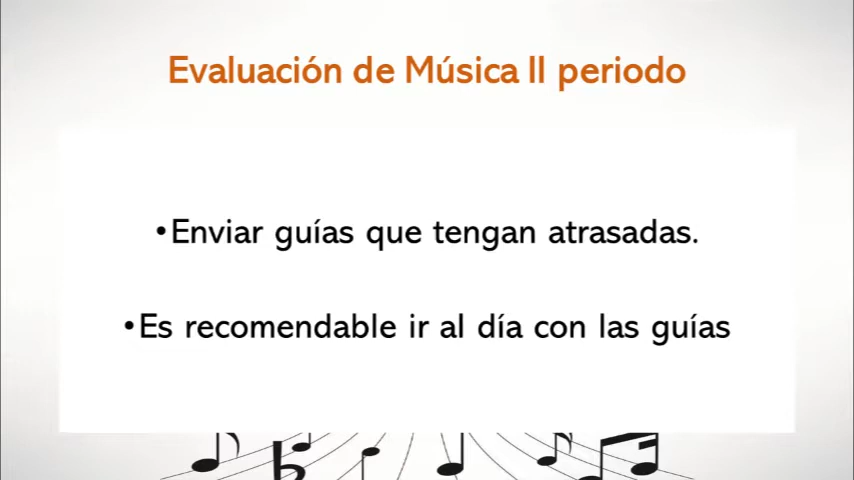 Evaluación de Música II periodo
•Enviar guías que tengan atrasadas.
•Es recomendable ir al día con las guías